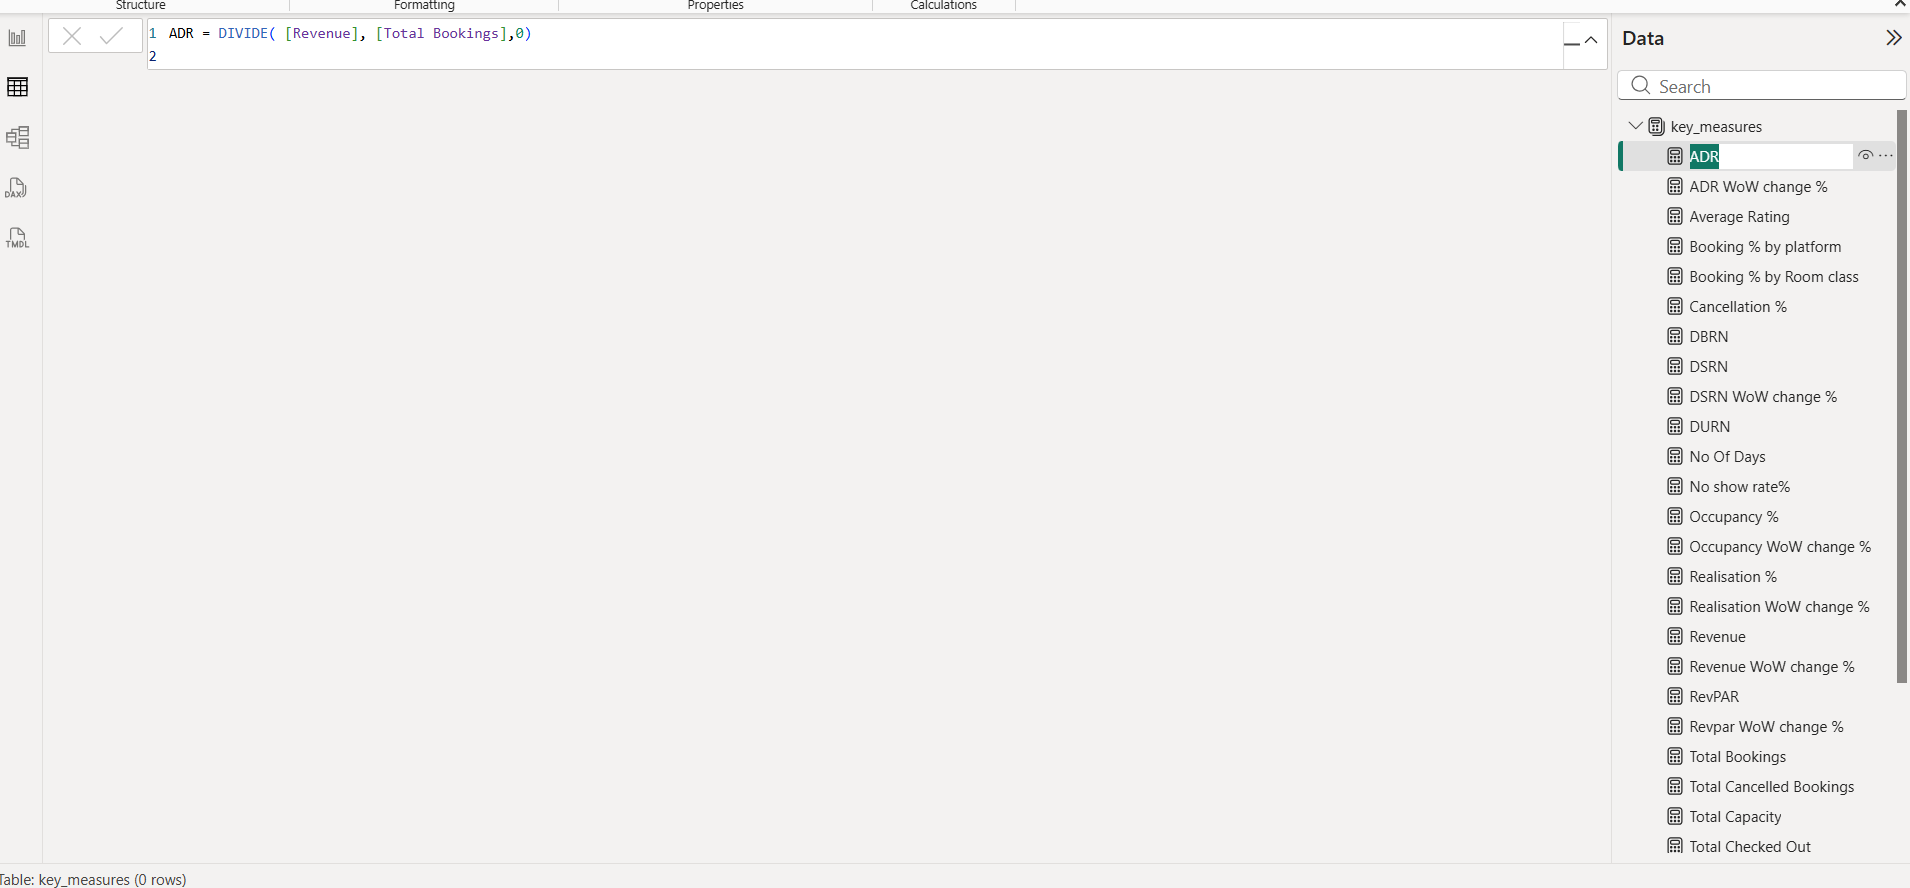 Structure
Formatting
Properties
Calculations
1 ADR = DIVIDE( [Revenue], [Total Bookings],0)
2
DAX
TMDL
Data
Search
key_measures
ADR
ADR WoW change %
Average Rating
Booking % by platform
Booking % by Room class
Cancellation %
DBRN
DSRN
DSRN WoW change %
DURN
No Of Days
No show rate%
Occupancy %
Occupancy WoW change %
Realisation %
Realisation WoW change %
Revenue
Revenue WoW change %
RevPAR
Revpar WoW change %
Total Bookings
Total Cancelled Bookings
Total Capacity
Total Checked Out
Table: key_measures (0 rows)